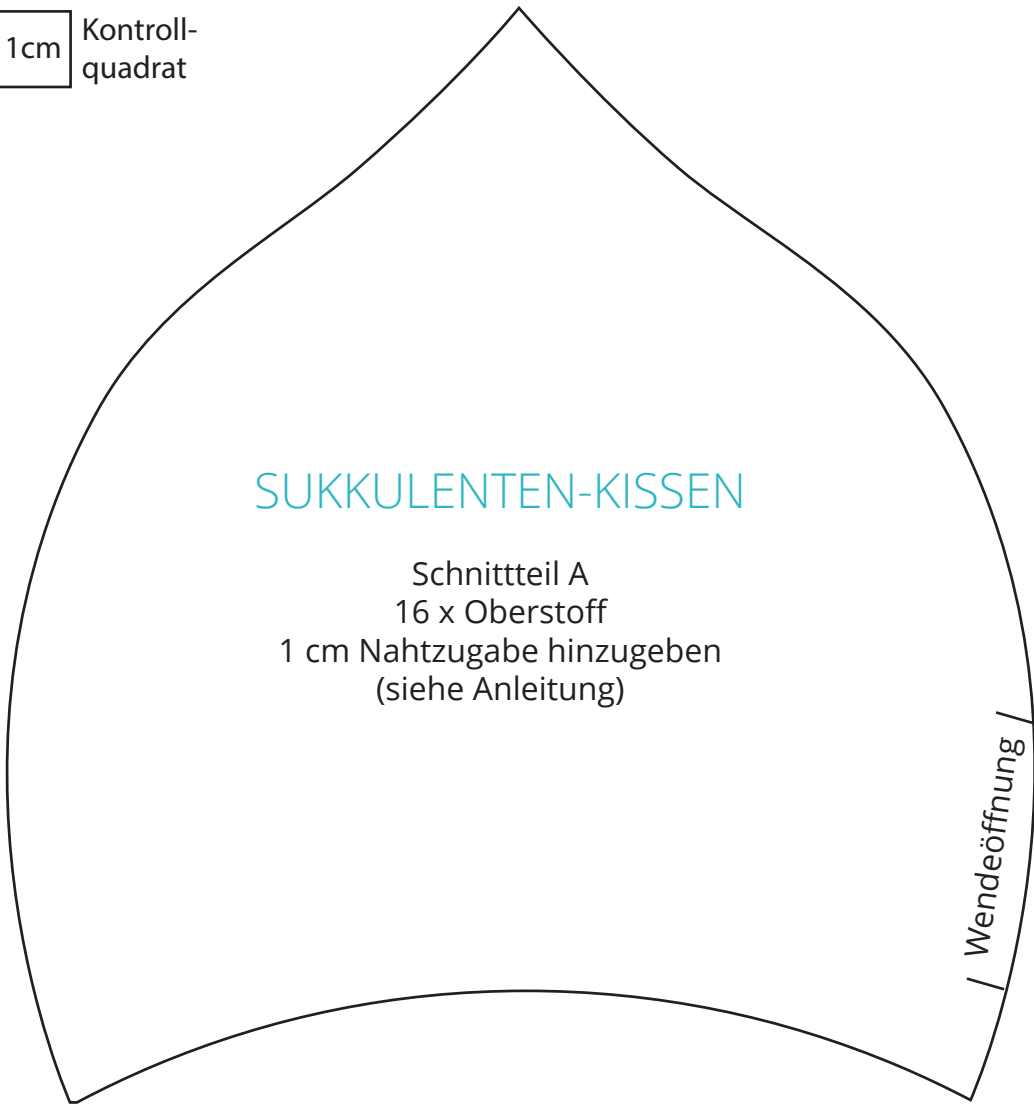 1cm
Kontroll-
quadrat
SUKKULENTEN-KISSEN
Schnittteil A
16 x Oberstoff
1 cm Nahtzugabe hinzugeben
(siehe Anleitung)
| Wendeöffnung |